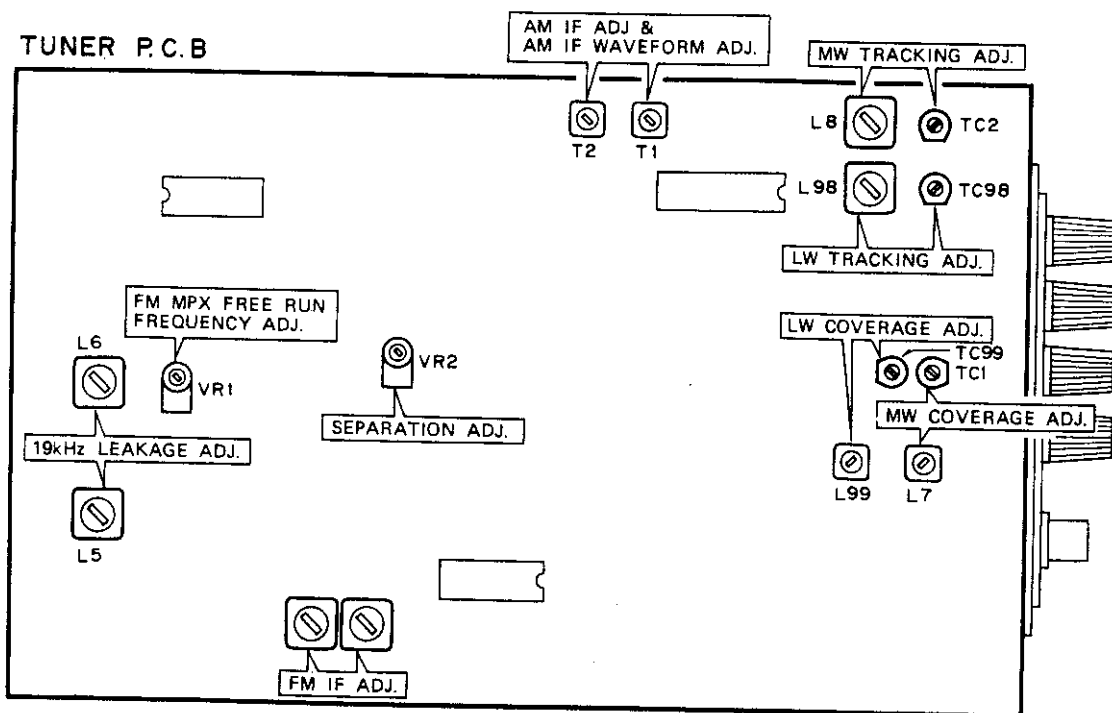 TUNER P.C.B
AM IF ADJ &
AM IF WAVEFORM ADJ.
MW TRACKING ADJ.
T2
T1
L8
TC2
L98
TC98
LW TRACKING ADJ.
FM MPX FREE RUN
FREQUENCY ADJ.
LW COVERAGE ADJ.
L6
VR1
VR2
TC99
TC1
SEPARATION ADJ.
MW COVERAGE ADJ.
19kHz LEAKAGE ADJ.
L99
L7
L5
FM IF ADJ.